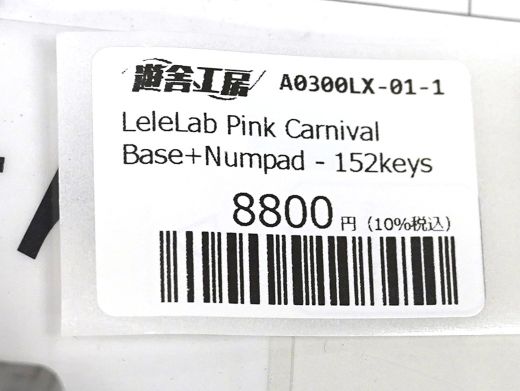 遊舎工房 A0300LX-01-1
LeleLab Pink Carnival
Base+Numpad - 152keys
8800円 (10%税込)